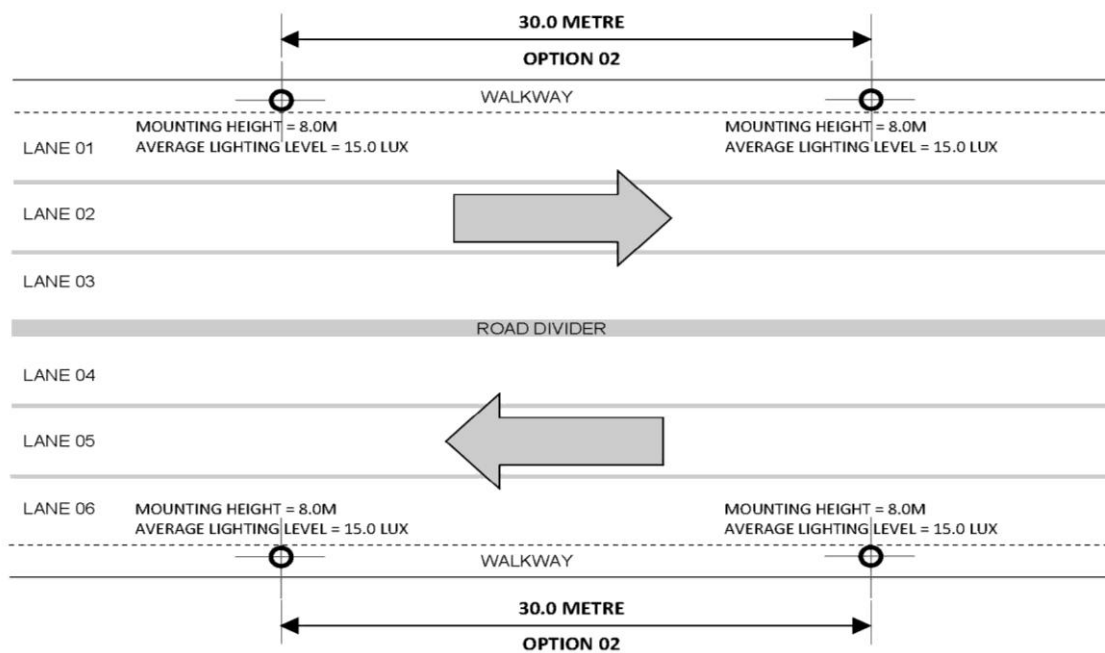 30.0 METRE
OPTION 02
WALKWAY
MOUNTING HEIGHT = 8.0M
AVERAGE LIGHTING LEVEL = 15.0 LUX
MOUNTING HEIGHT = 8.0M
AVERAGE LIGHTING LEVEL = 15.0 LUX
LANE 01
LANE 02
LANE 03
ROAD DIVIDER
LANE 04
LANE 05
LANE 06
MOUNTING HEIGHT = 8.0M
AVERAGE LIGHTING LEVEL = 15.0 LUX
MOUNTING HEIGHT = 8.0M
AVERAGE LIGHTING LEVEL = 15.0 LUX
WALKWAY
30.0 METRE
OPTION 02